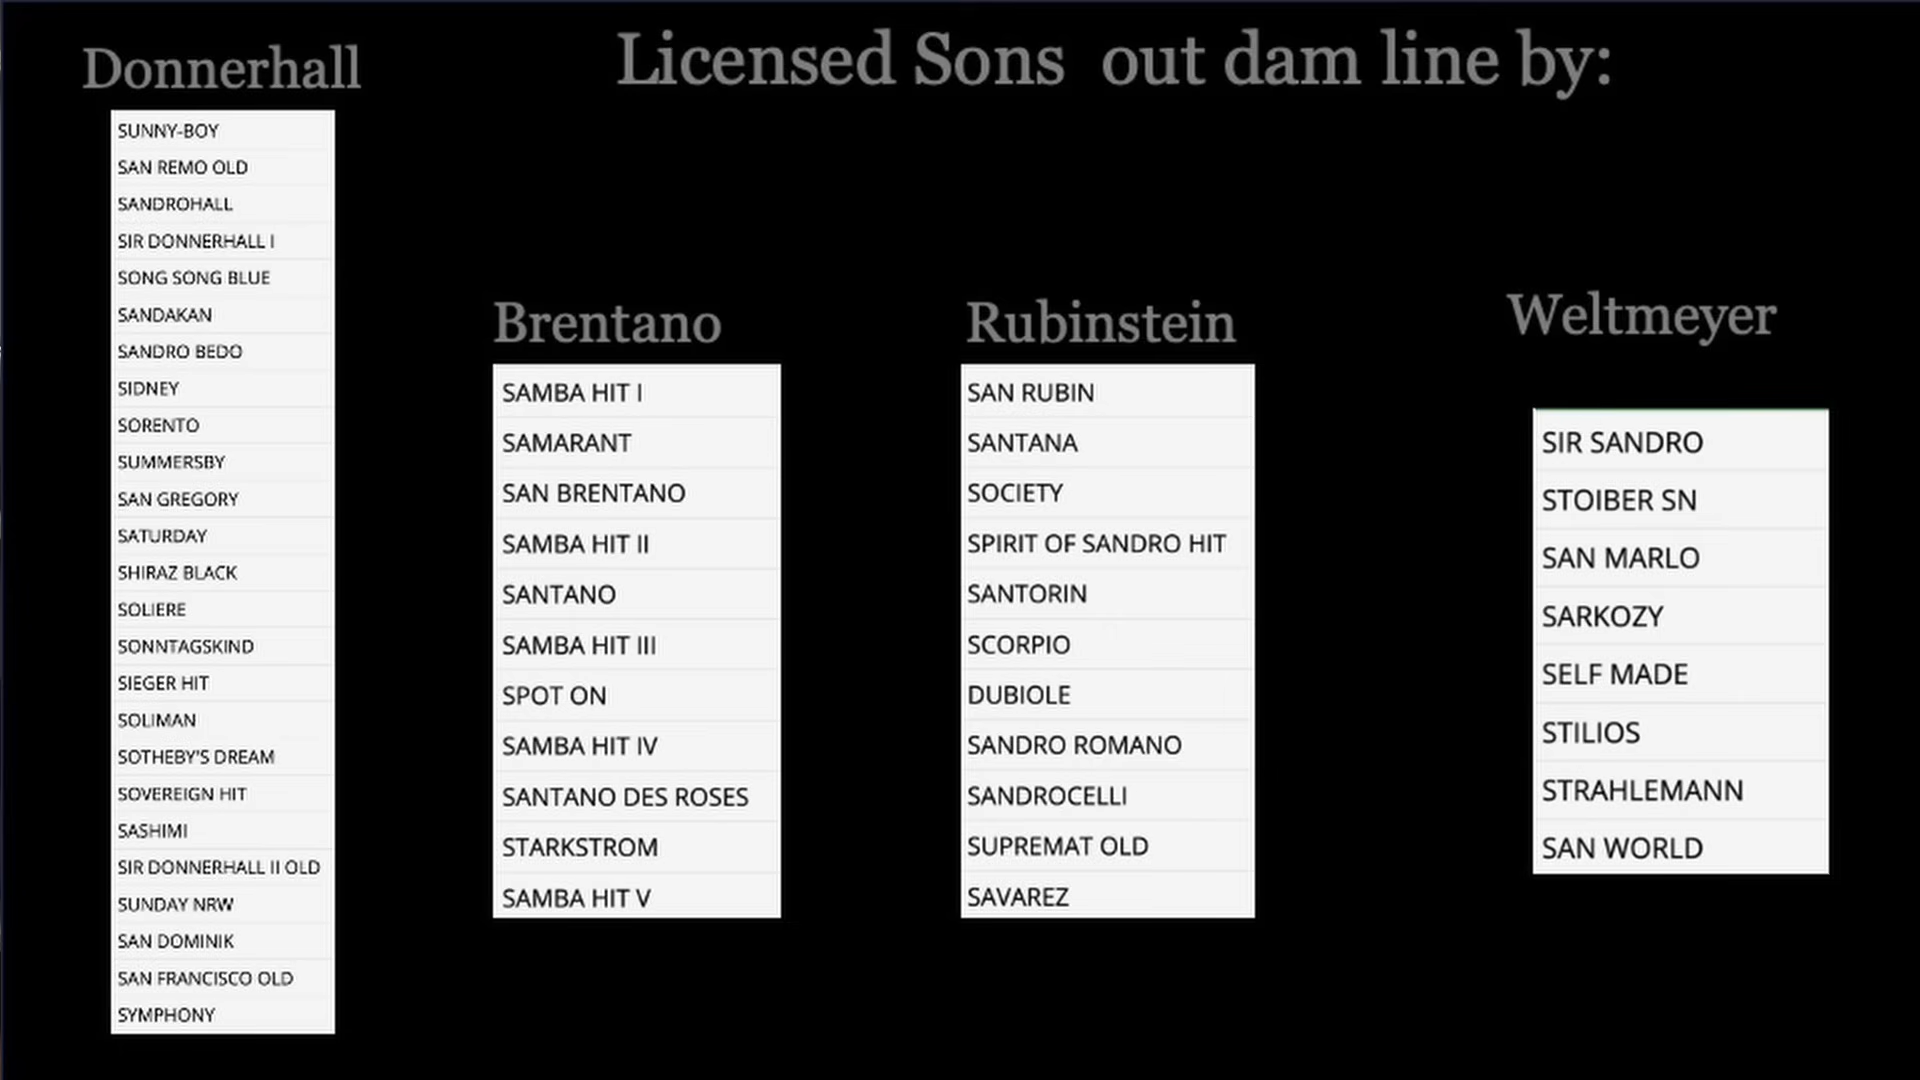 Licensed Sons out dam line by:
Donnerhall
SUNNY-BOY
SAN REMO OLD
SANDROHALL
SIR DONNERHALL I
SONG SONG BLUE
SANDAKAN
SANDRO BEDO
SIDNEY
SORENTO
SUMMERSBY
SAN GREGORY
SATURDAY
SHIRAZ BLACK
SOLIERE
SONNTAGSKIND
SIEGER HIT
SOLIMAN
SOTHEBY'S DREAM
SOVEREIGN HIT
SASHIMI
SIR DONNERHALL II OLD
SUNDAY NRW
SAN DOMINIK
SAN FRANCISCO OLD
SYMPHONY
Brentano
SAMBA HIT I
SAMARANT
SAN BRENTANO
SAMBA HIT II
SANTANO
SAMBA HIT III
SPOT ON
SAMBA HIT IV
SANTANO DES ROSES
STARKSTROM
SAMBA HIT V
Rubinstein
SAN RUBIN
SANTANA
SOCIETY
SPIRIT OF SANDRO HIT
SANTORIN
SCORPIO
DUBIOLE
SANDRO ROMANO
SANDROCELLI
SUPREMAT OLD
SAVAREZ
Weltmeyer
SIR SANDRO
STOIBER SN
SAN MARLO
SARKOZY
SELF MADE
STILIOS
STRAHLEMANN
SAN WORLD